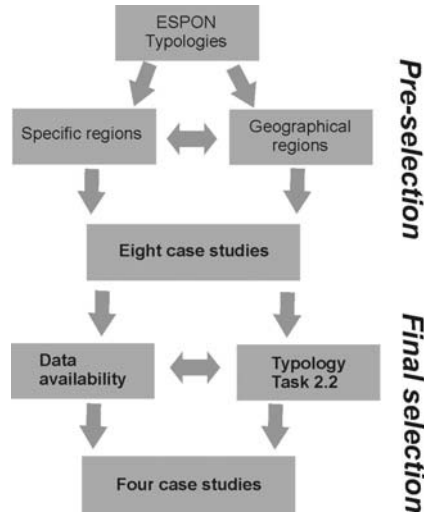 ESPON
Typologies
Specific regions
Geographical
regions
Pre-selection
Eight case studies
Data
availability
Typology
Task 2.2
Final selection
Four case studies